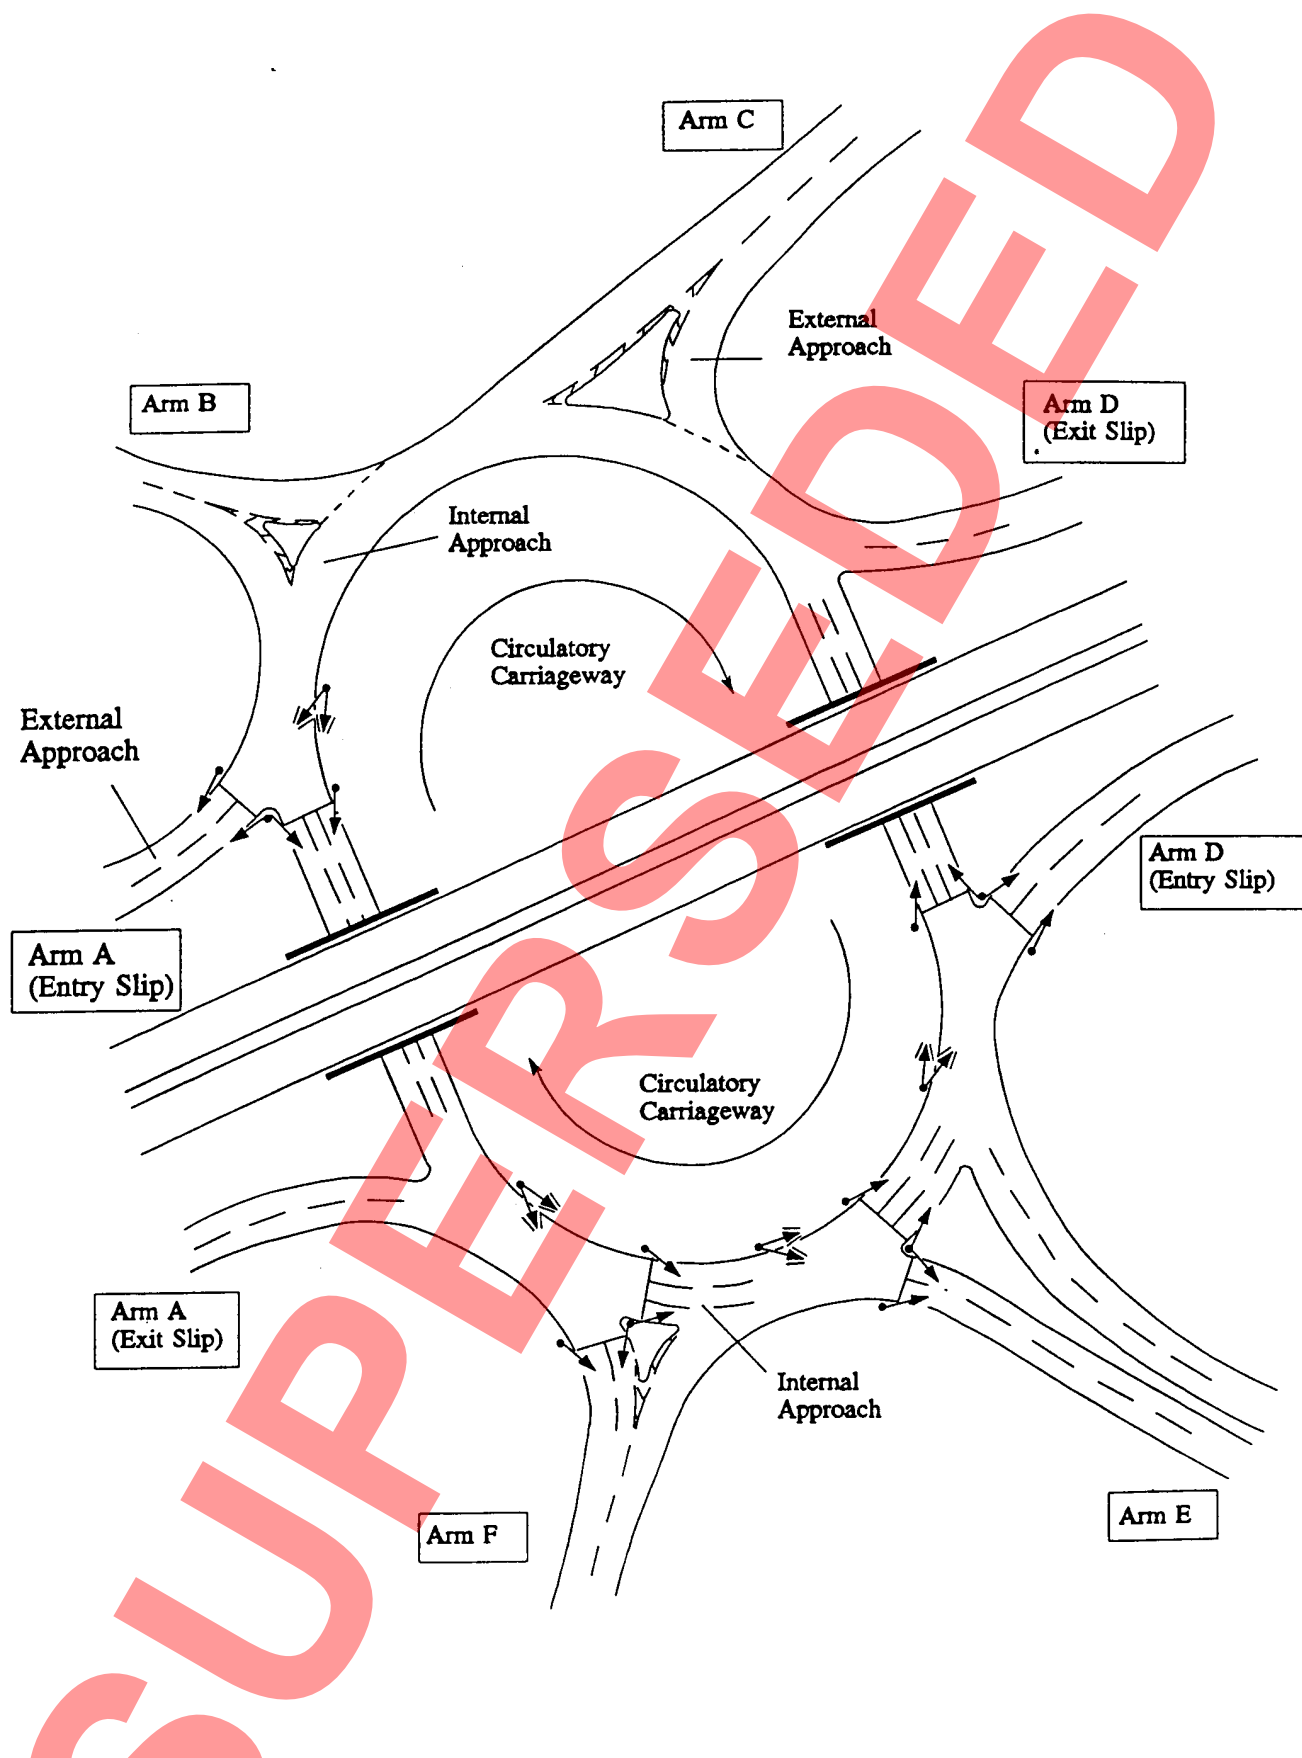 Arm C
External
Approach
Arm B
Arm D
(Exit Slip)
Internal
Approach
Circulatory
Carriageway
External
Approach
Arm D
(Entry Slip)
Arm A
(Entry Slip)
Circulatory
Carriageway
Arm A
(Exit Slip)
Internal
Approach
Arm E
Arm F
SUPERSEDED